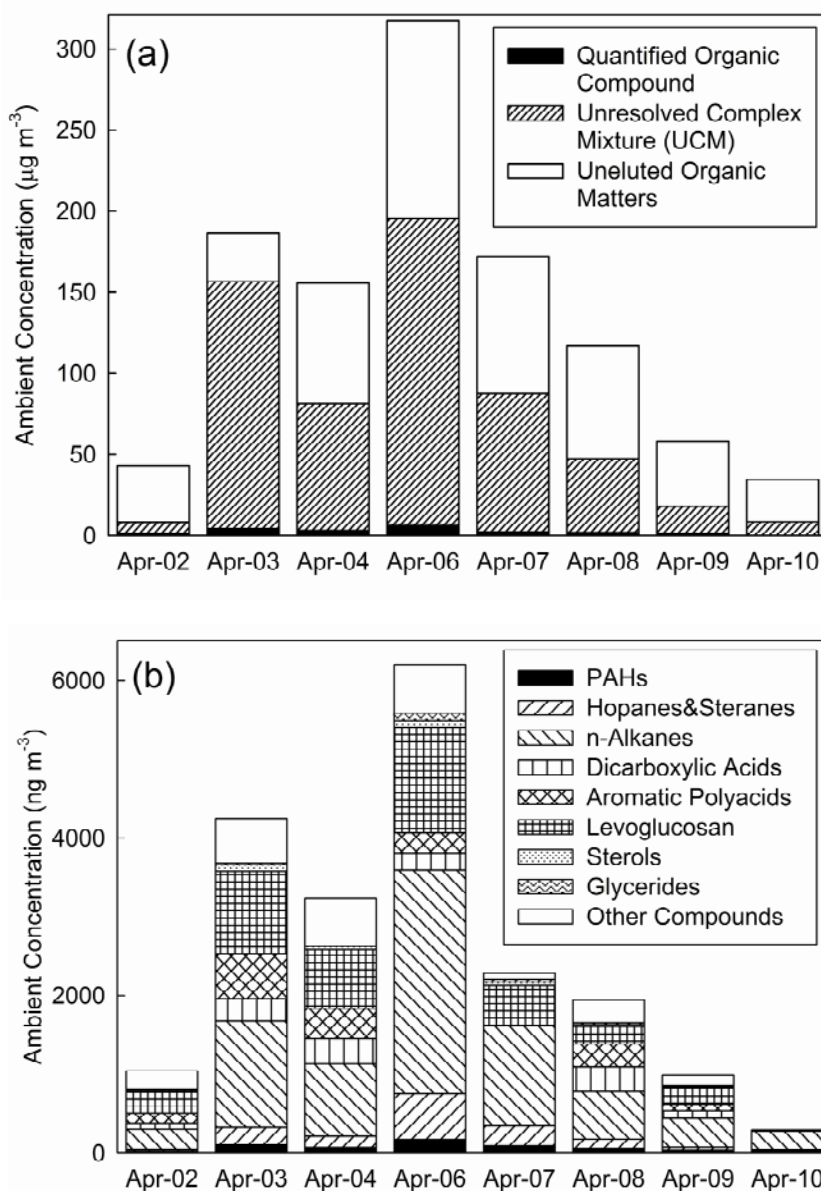 (a)
Quantified Organic
Compound
Unresolved Complex
Mixture (UCM)
Uneluted Organic
Matters
Ambient Concentration (µg m-3)
300
250
200
150
100
50
0
Apr-02 Apr-03 Apr-04 Apr-06 Apr-07 Apr-08 Apr-09 Apr-10
(b)
PAHs
Hopanes&Steranes
n-Alkanes
Dicarboxylic Acids
Aromatic Polyacids
Levoglucosan
Sterols
Glycerides
Other Compounds
Ambient Concentration (ng m-3)
6000
4000
2000
0
Apr-02 Apr-03 Apr-04 Apr-06 Apr-07 Apr-08 Apr-09 Apr-10